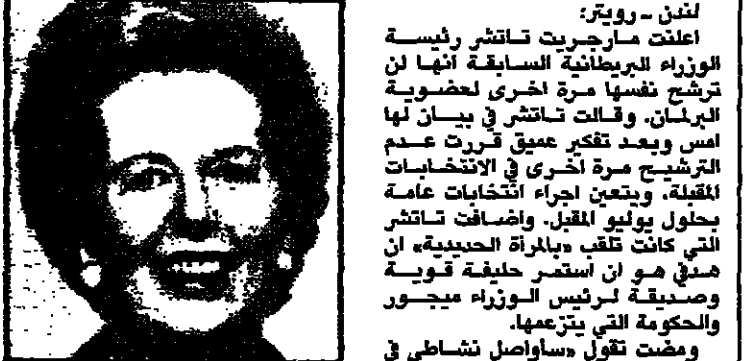 لندن ـ رويتر:
اعلنت مارجريت تاتشر رئيسة
الوزراء البريطانية السابقة انها لن
ترشح نفسها مرة اخرى لعضوية
البرلمان. وقالت تاتشر في بيان لها
امس وبعد تفكير عميق قررت عدم
الترشيح مرة اخرى في الانتخابات
المقبلة. ويتعين اجراء انتخابات عامة
بحلول يوليو المقبل. واضافت تاتشر
التي كانت تلقب «بالمرأة الحديدية» ان
هدفي هو ان استمر حليفة قوية
وصديقة لرئيس الوزراء ميجور
والحكومة التي يتزعمها.
ومضت تقول «سأواصل نشاطي في